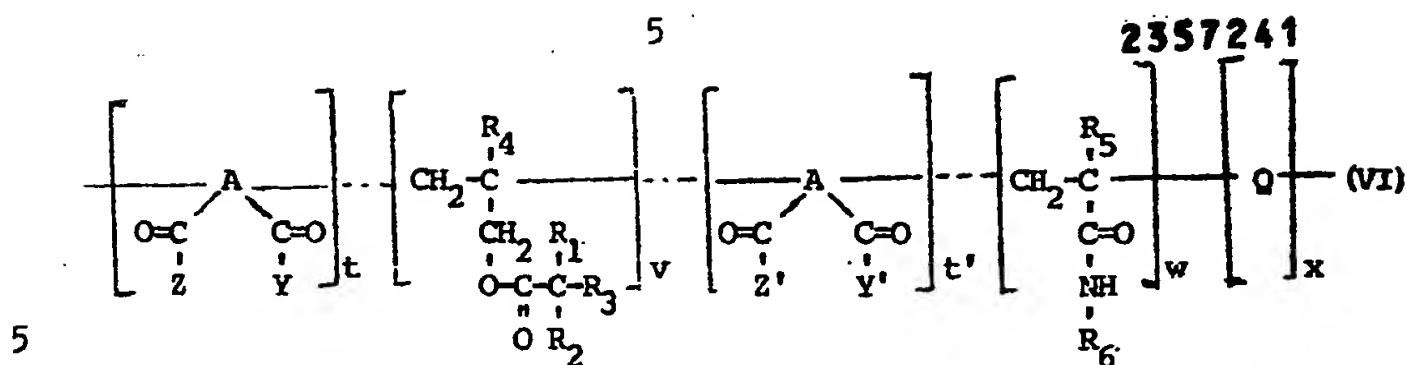 5
2357241
R4 R5
A t CH2-C v A t' CH2-C w Q x (VI)
O=C C=O CH2 R1 O=C C=O C=O
Z Y O-C-C-R3 Z' Y' NH
5 O R2 R6